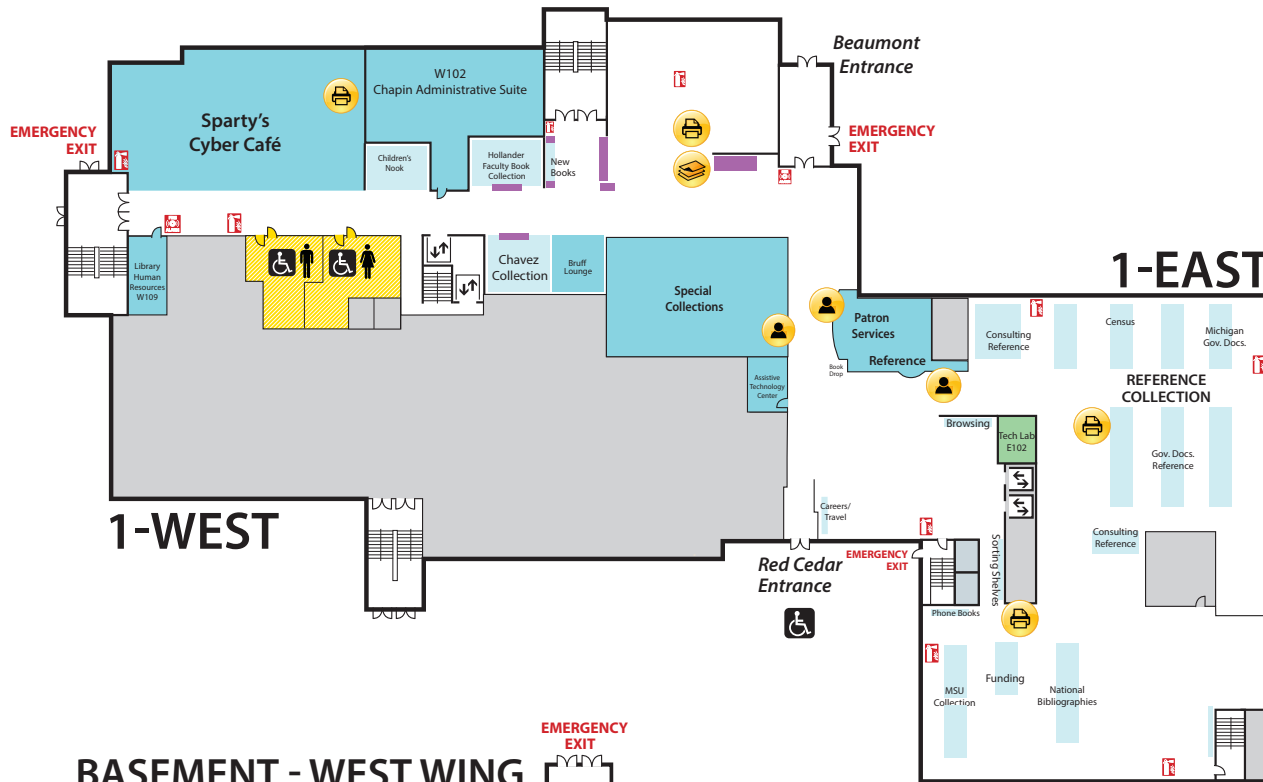 Beaumont
Entrance
W102
Chapin Administrative Suite
Sparty's
Cyber Café
EMERGENCY
EXIT
EMERGENCY
EXIT
Children's
Nook
Hollander
Faculty Book
Collection
New
Books
Library
Human
Resources
W109
Chavez
Collection
Bruff
Lounge
Special
Collections
1-EAST
Patron
Services
Reference
Book
Drop
Consulting
Reference
Census
Michigan
Gov. Docs.
Assistive
Technology
Center
REFERENCE
COLLECTION
Browsing
Tech Lab
E102
Gov. Docs.
Reference
1-WEST
Careers/
Travel
Consulting
Reference
Red Cedar
Entrance
EMERGENCY
EXIT
Sorting Shelves
Phone Books
MSU
Collection
Funding
National
Bibliographies
EMERGENCY
EXIT
BASEMENT - WEST WING